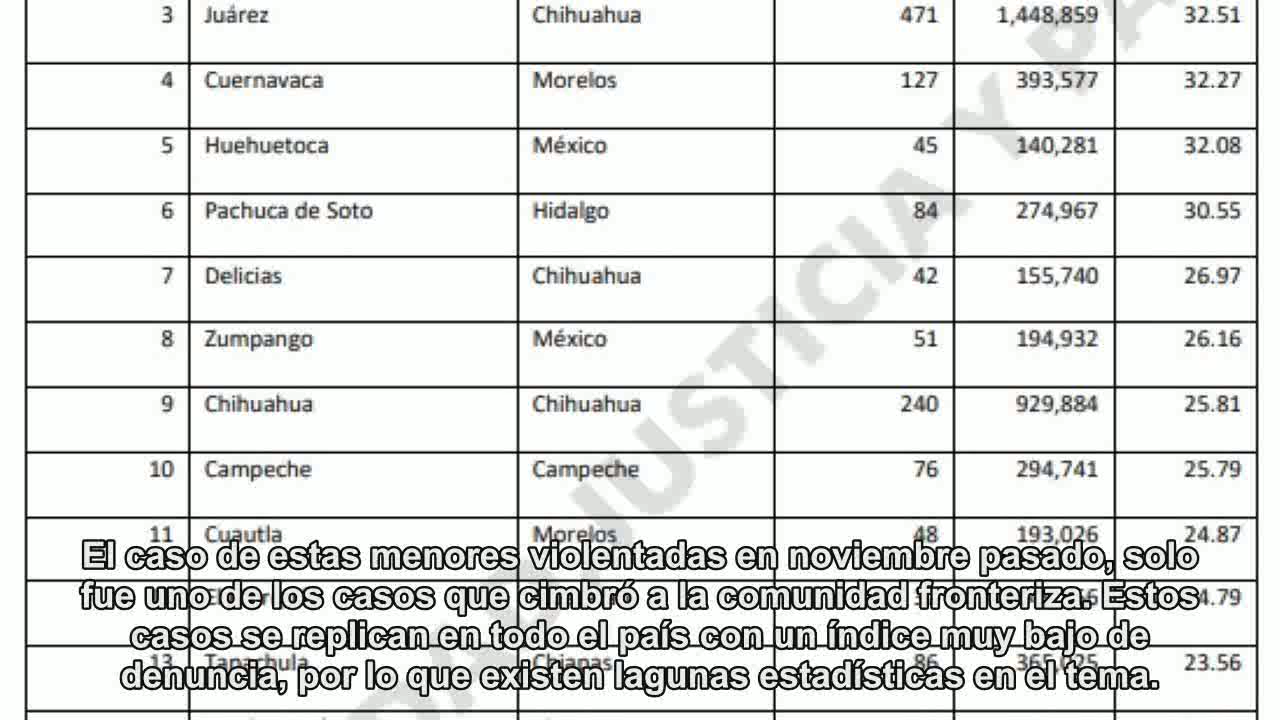 3 Juárez Chihuahua 471 1,448,859 32.51
4 Cuernavaca Morelos 127 393,577 32.27
5 Huehuetoca México 45 140,281 32.08
6 Pachuca de Soto Hidalgo 84 274,967 30.55
7 Delicias Chihuahua 42 155,740 26.97
8 Zumpango México 51 194,932 26.16
9 Chihuahua Chihuahua 240 929,884 25.81
10 Campeche Campeche 76 294,741 25.79
11 Cuautla Morelos 48 193,026 24.87
El caso de estas menores violentadas en noviembre pasado, solo
fue uno de los casos que cimbró a la comunidad fronteriza. Estos
casos se replican en todo el país con un índice muy bajo de
13 Tapachula Chiapas 86 23.56
denuncia, por lo que existen lagunas estadísticas en el tema.
JUSTICIA Y PA